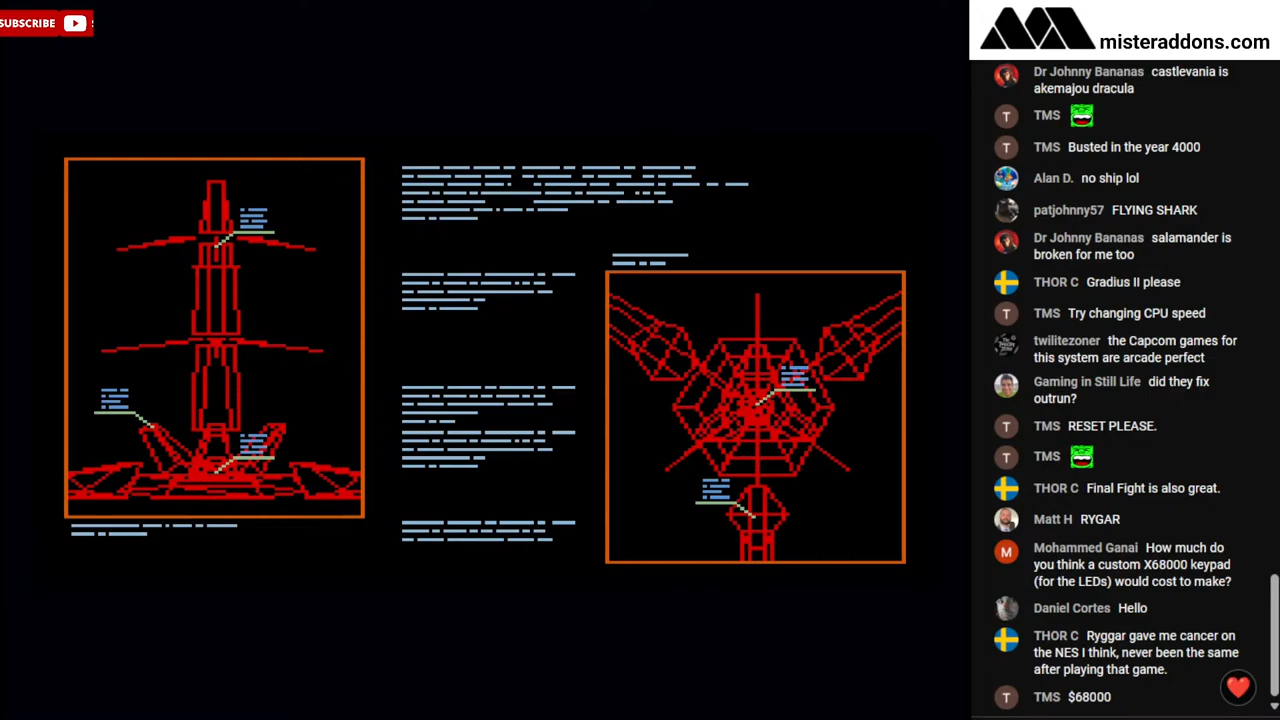 SUBSCRIBE
misteraddons.com
Dr Johnny Bananas castlevania is
akemajou dracula
TMS
TMS Busted in the year 4000
Alan D. no ship lol
patjohnny57 FLYING SHARK
Dr Johnny Bananas salamander is
broken for me too
THOR C Gradius II please
TMS Try changing CPU speed
twilitezoner the Capcom games for
this system are arcade perfect
Gaming in Still Life did they fix
outrun?
TMS RESET PLEASE.
TMS
THOR C Final Fight is also great.
Matt H RYGAR
Mohammed Ganai How much do
you think a custom X68000 keypad
(for the LEDs) would cost to make?
Daniel Cortes Hello
THOR C Ryggar gave me cancer on
the NES I think, never been the same
after playing that game.
TMS $68000